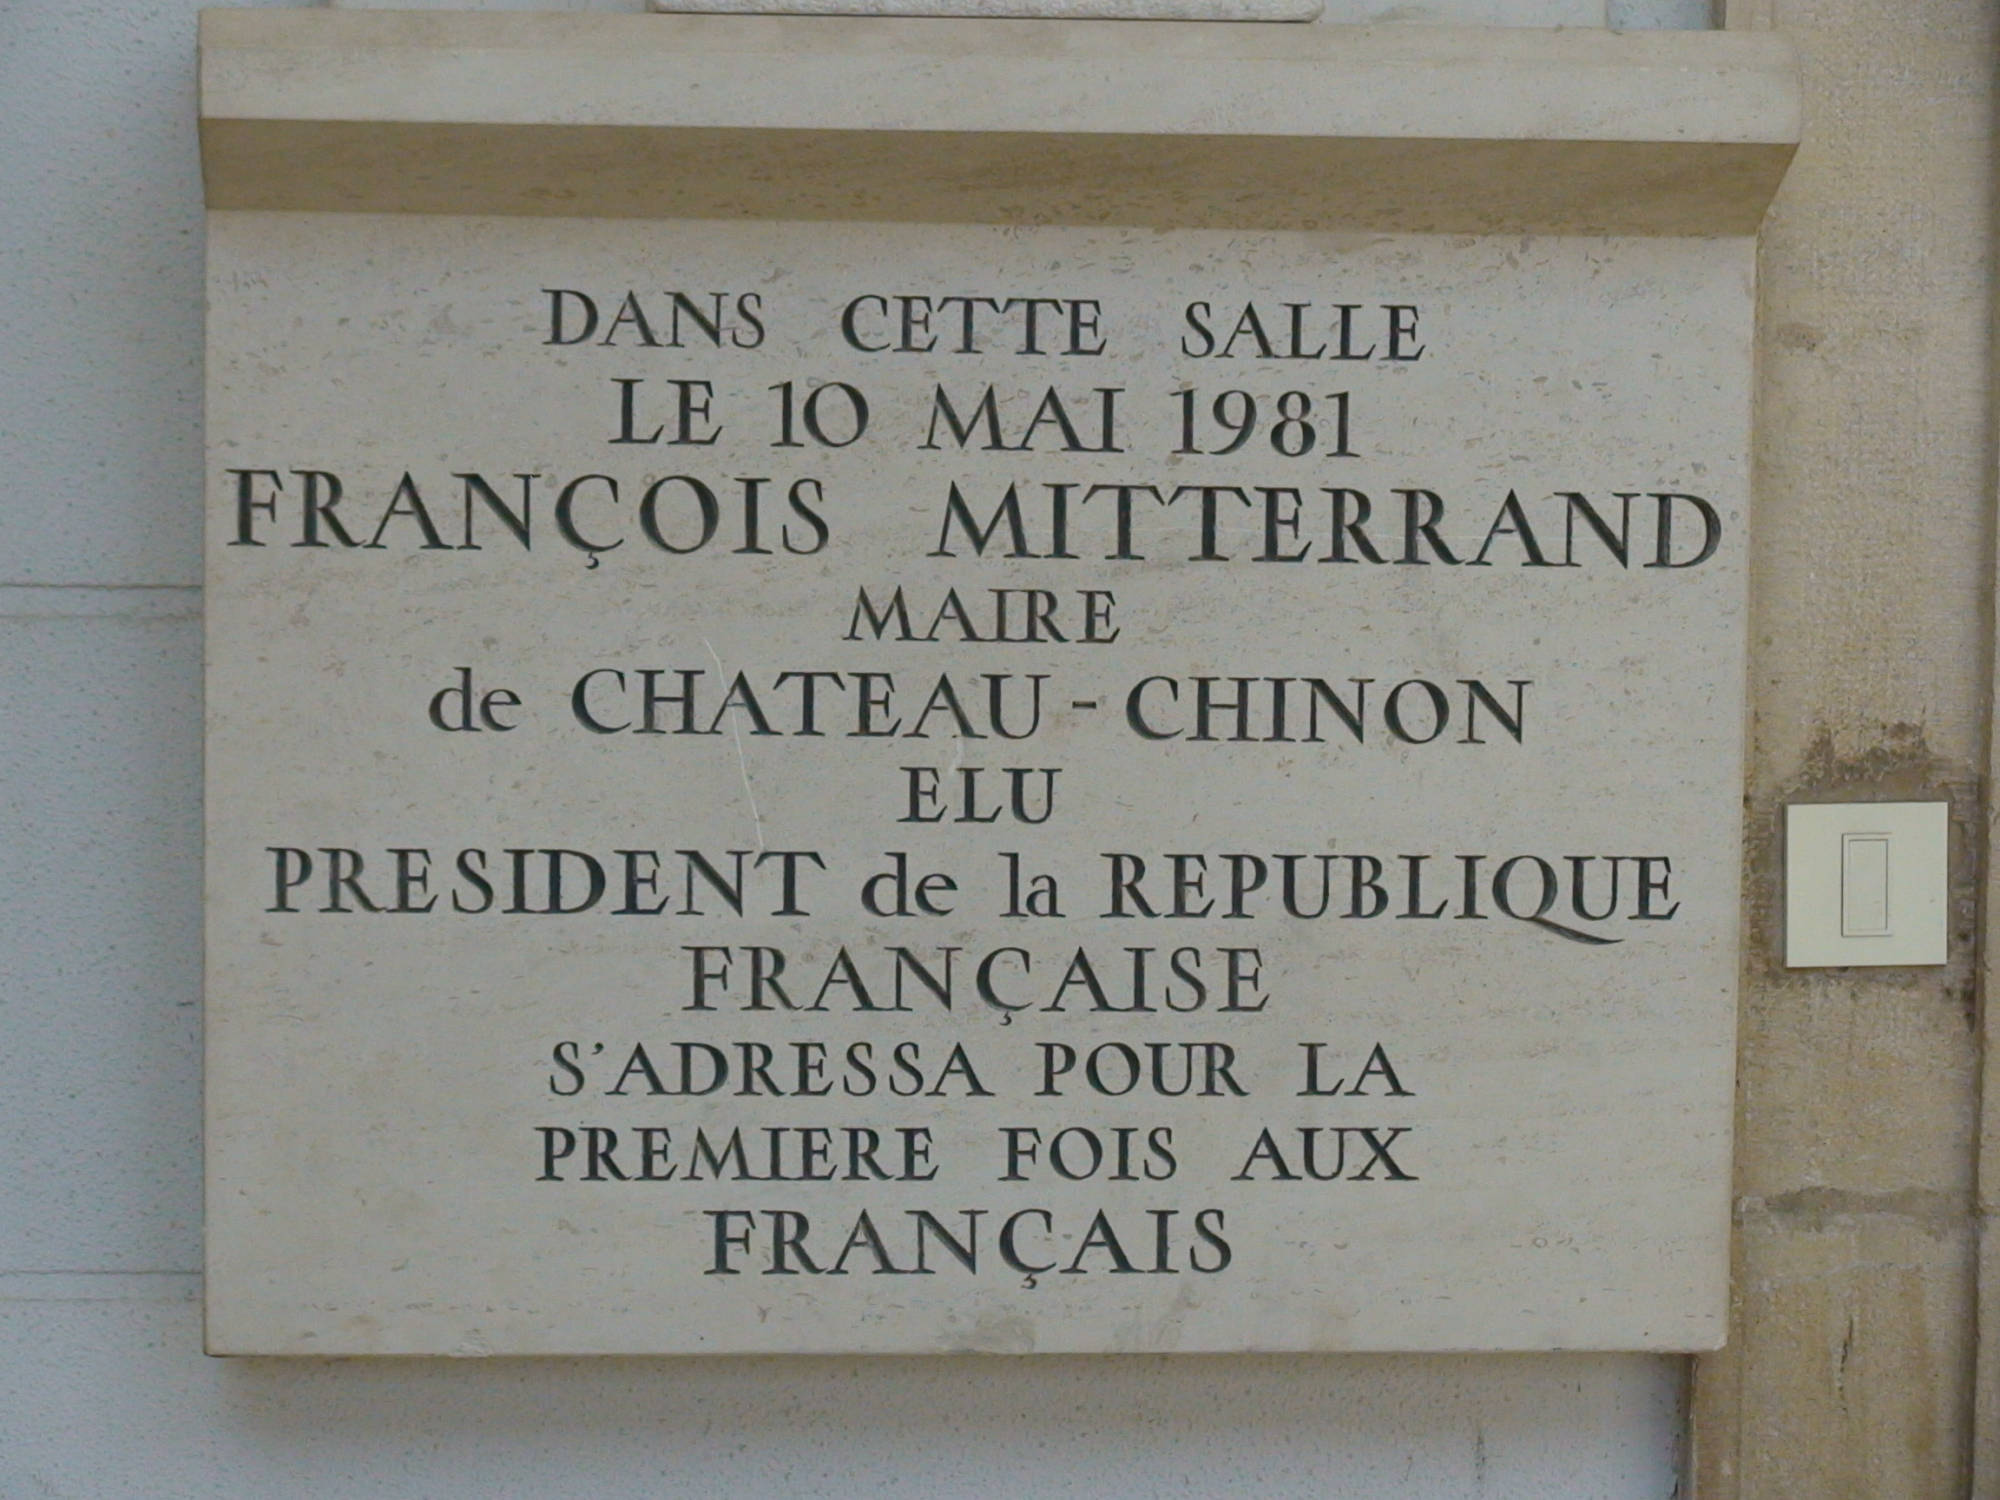 DANS CETTE SALLE
LE 10 MAI 1981
FRANÇOIS MITTERRAND
MAIRE
de CHATEAU-CHINON
ELU
PRESIDENT de la REPUBLIQUE
FRANÇAISE
S'ADRESSA POUR LA
PREMIERE FOIS AUX
FRANÇAIS